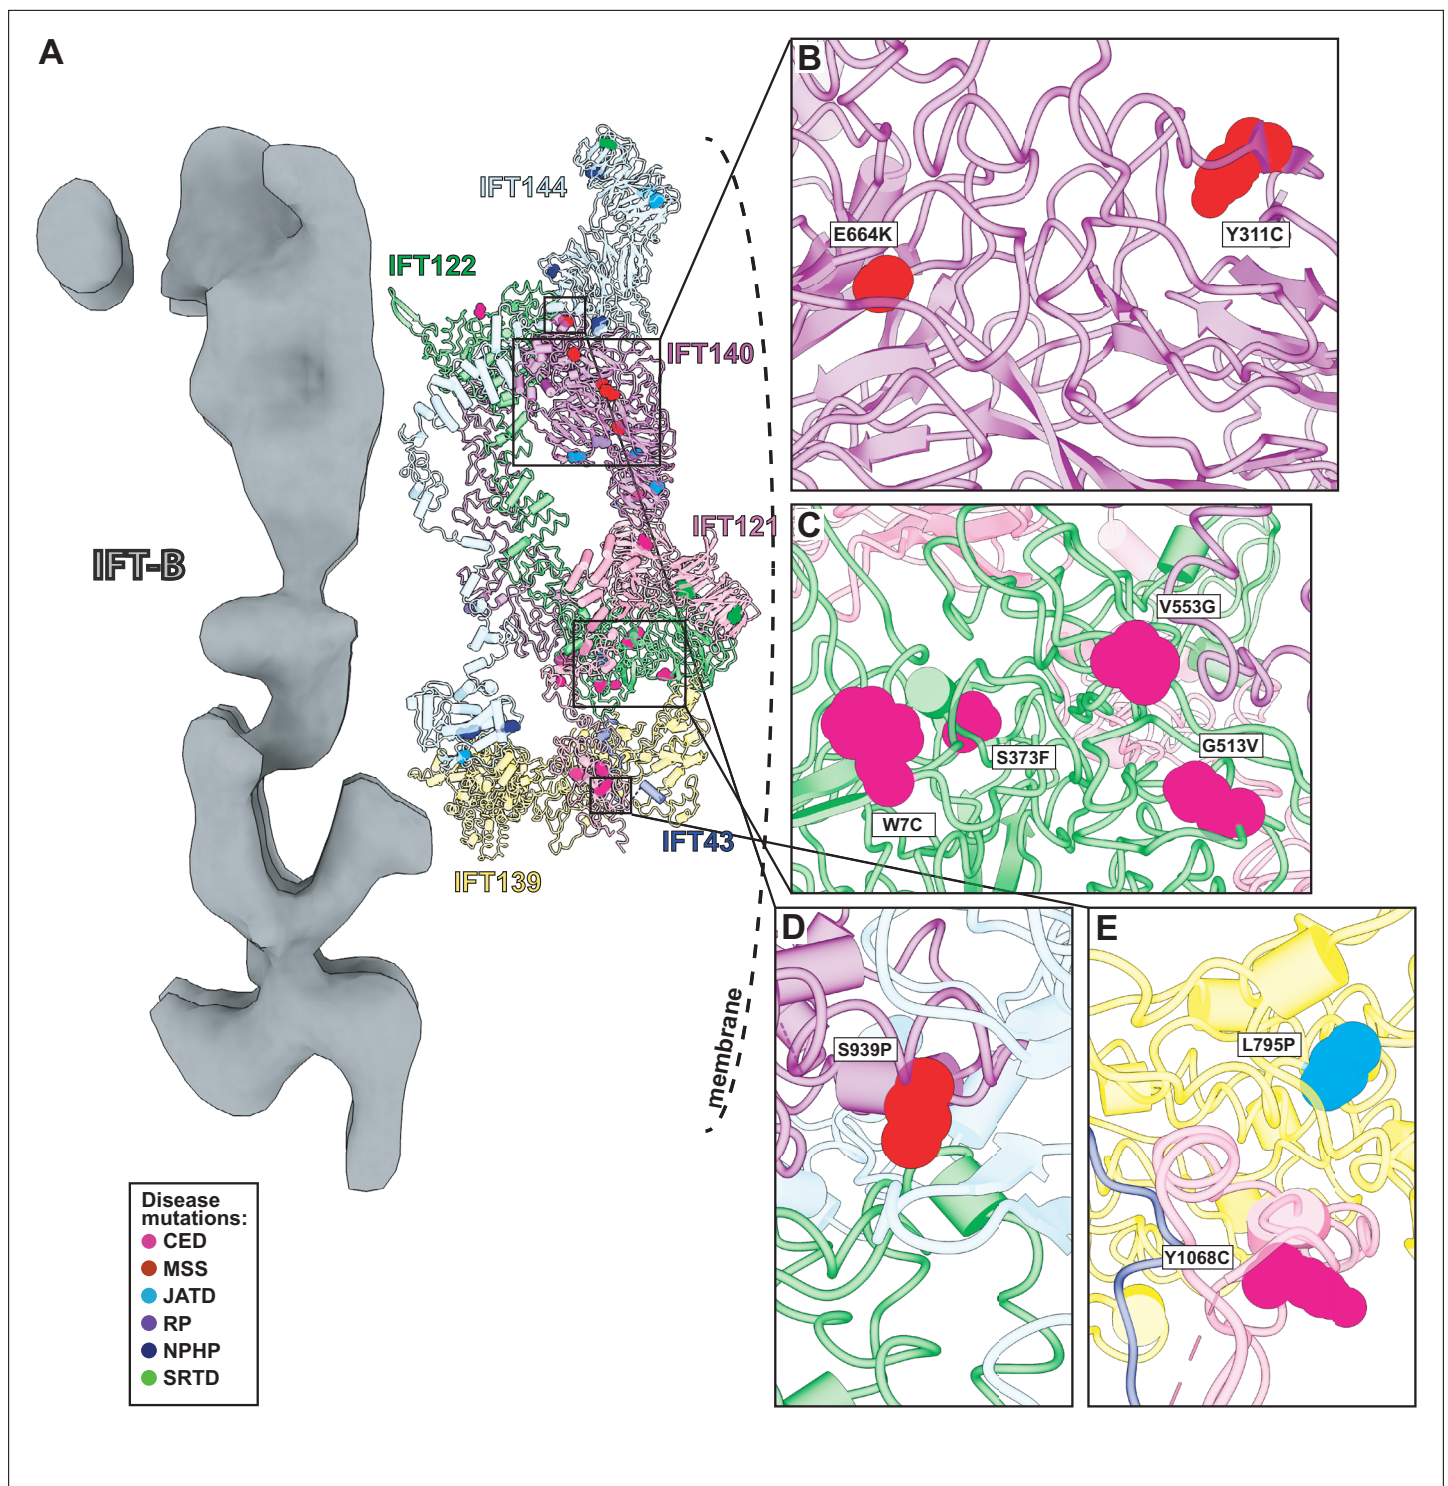 A
IFT-B
IFT144
IFT122
IFT140
IFT121
IFT43
IFT139
membrane
Disease
mutations:
CED
MSS
JATD
RP
NPHP
SRTD
B
E664K
Y311C
C
V553G
S373F
G513V
W7C
D
S939P
E
L795P
Y1068C